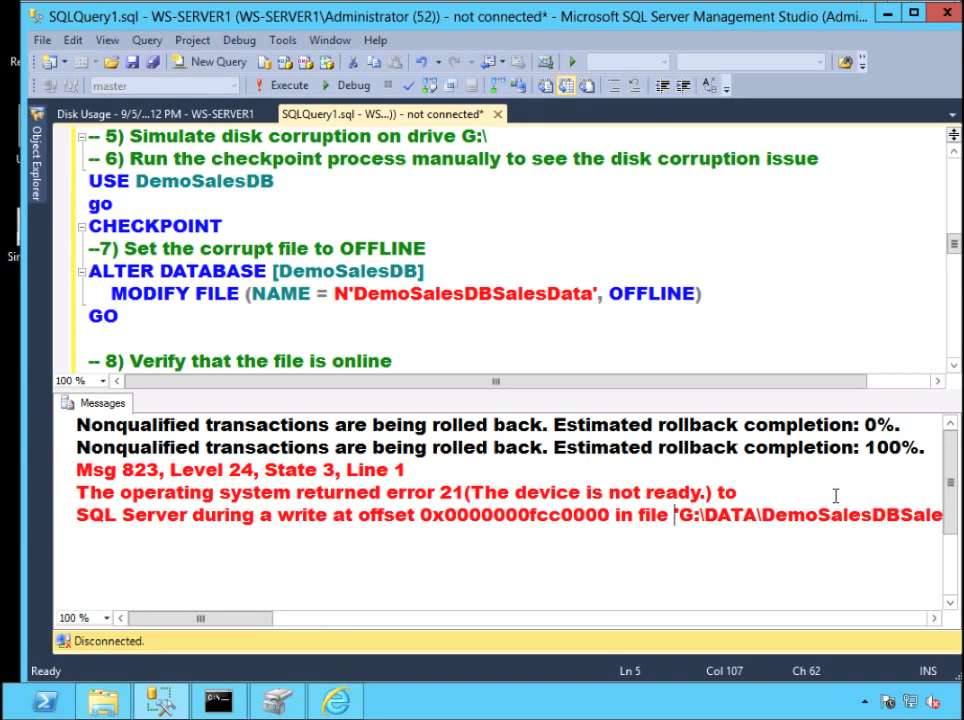 SQLQuery1.sql - WS-SERVER1 (WS-SERVER1\Administrator (52)) - not connected* - Microsoft SQL Server Management Studio (Admi...
File Edit View Query Project Debug Tools Window Help
New Query
master Execute Debug
Disk Usage - 9/5/...12 PM - WS-SERVER1 SQLQuery1.sql - WS...)) - not connected*
Object Explorer
-- 5) Simulate disk corruption on drive G:\
-- 6) Run the checkpoint process manually to see the disk corruption issue
USE DemoSalesDB
go
CHECKPOINT
--7) Set the corrupt file to OFFLINE
ALTER DATABASE [DemoSalesDB]
MODIFY FILE (NAME = N'DemoSalesDBSalesData', OFFLINE)
GO
-- 8) Verify that the file is online
100 %
Messages
Nonqualified transactions are being rolled back. Estimated rollback completion: 0%.
Nonqualified transactions are being rolled back. Estimated rollback completion: 100%.
Msg 823, Level 24, State 3, Line 1
The operating system returned error 21(The device is not ready.) to
SQL Server during a write at offset 0x0000000fcc0000 in file 'G:\DATA\DemoSalesDBSale
100 %
Disconnected.
Ready Ln 5 Col 107 Ch 62 INS